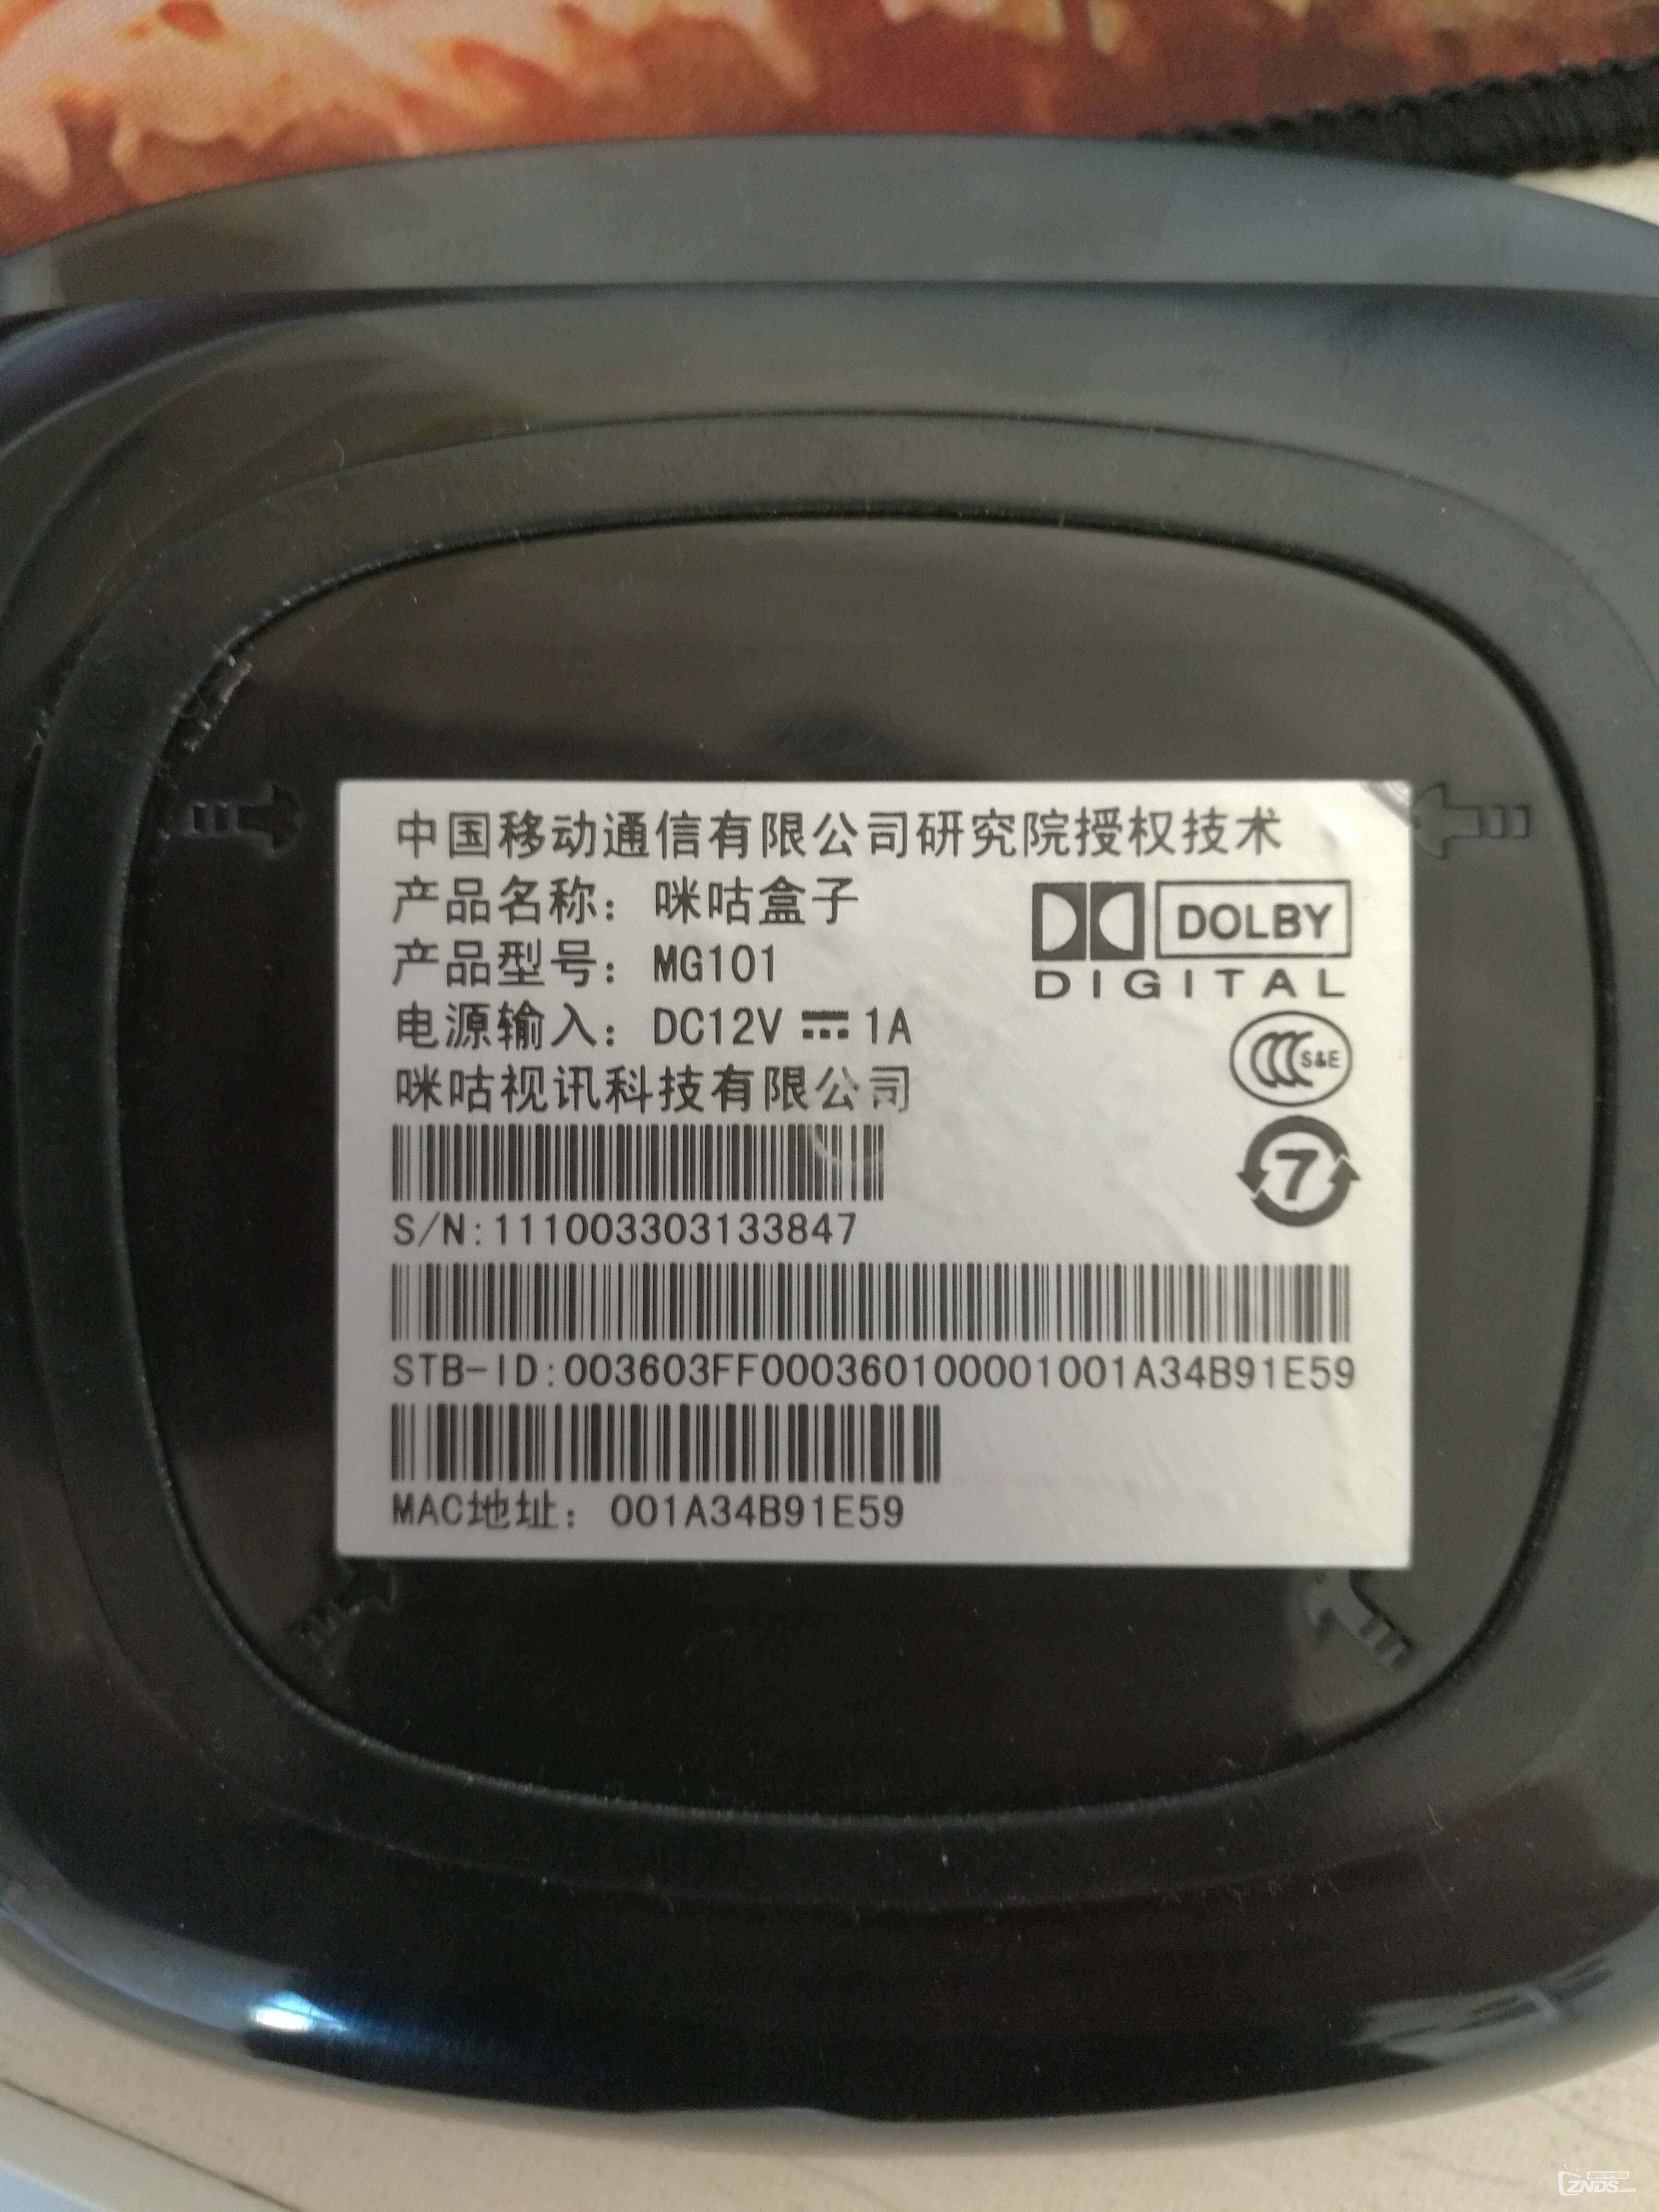 中国移动通信有限公司研究院授权技术
产品名称：咪咕盒子
DOLBY
DIGITAL
产品型号：MG101
电源输入：DC12V ⎓ 1A
S&E
咪咕视讯科技有限公司
7
S/N:111003303133847
STB-ID:003603FF000360100001001A34B91E59
MAC地址：001A34B91E59
ZNDS.com